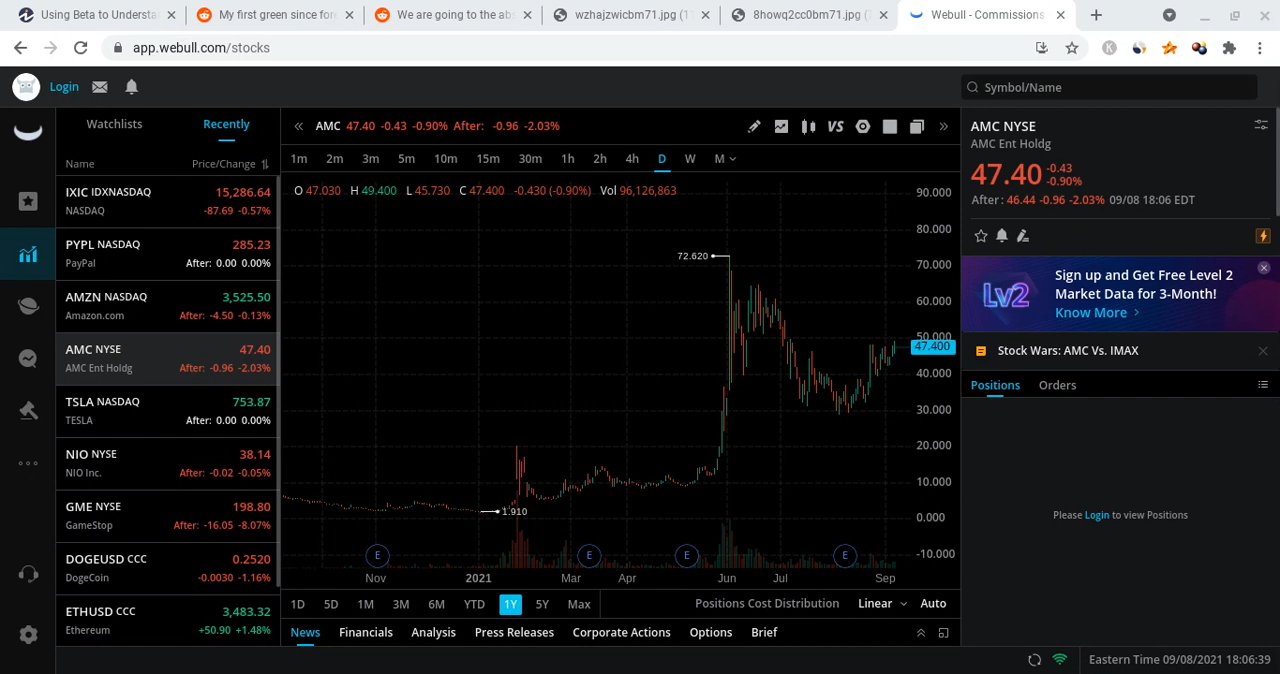 Using Beta to Understa
My first green since fore
We are going to the abs
wzhajzwicbm71.jpg (1
8howq2cc0bm71.jpg (
Webull - Commissions
app.webull.com/stocks
K
Login
Symbol/Name
Watchlists
Recently
Name
Price/Change
IXIC IDXNASDAQ 15,286.64
NASDAQ -87.69 -0.57%
PYPL NASDAQ 285.23
PayPal After: 0.00 0.00%
AMZN NASDAQ 3,525.50
Amazon.com After: -4.50 -0.13%
AMC NYSE 47.40
AMC Ent Holdg After: -0.96 -2.03%
TSLA NASDAQ 753.87
TESLA After: 0.00 0.00%
NIO NYSE 38.14
NIO Inc. After: -0.02 -0.05%
GME NYSE 198.80
GameStop After: -16.05 -8.07%
DOGEUSD CCC 0.2520
DogeCoin -0.0030 -1.16%
ETHUSD CCC 3,483.32
Ethereum +50.90 +1.48%
AMC 47.40 -0.43 -0.90% After: -0.96 -2.03%
VS
1m 2m 3m 5m 10m 15m 30m 1h 2h 4h D W M
O 47.030 H 49.400 L 45.730 C 47.400 -0.430 (-0.90%) Vol 96,126,863
90.000
80.000
70.000
60.000
50.000
47.400
40.000
30.000
20.000
10.000
0.000
-10.000
72.620
1.910
E E E E
Nov 2021 Mar Apr Jun Jul Sep
1D 5D 1M 3M 6M YTD 1Y 5Y Max
Positions Cost Distribution Linear Auto
News Financials Analysis Press Releases Corporate Actions Options Brief
AMC NYSE
AMC Ent Holdg
47.40 -0.43
-0.90%
After: 46.44 -0.96 -2.03% 09/08 18:06 EDT
Lv2
Sign up and Get Free Level 2
Market Data for 3-Month!
Know More
Stock Wars: AMC Vs. IMAX
Positions Orders
Please Login to view Positions
Eastern Time 09/08/2021 18:06:39